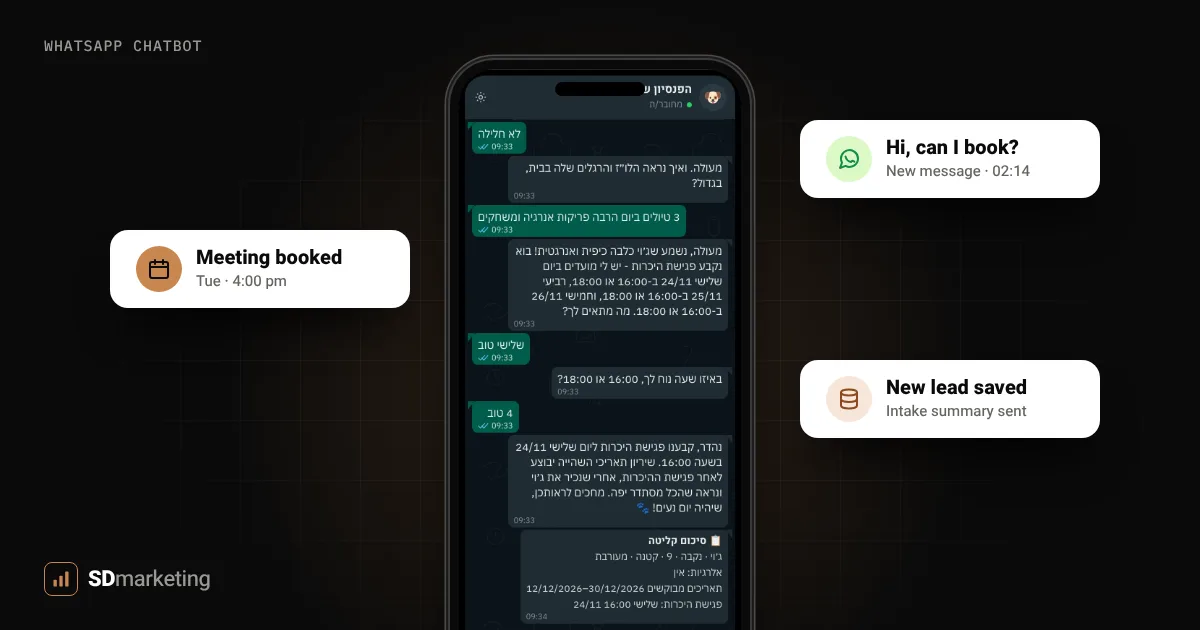 WHATSAPP CHATBOT
הפנסיון ש
מחובר/ת
לא חלילה
09:33
מעולה. ואיך נראה הלו״ז והרגלים שלה בבית,
בגדול?
09:33
3 טיולים ביום הרבה פריקות אנרגיה ומשחקים
09:33
מעולה, נשמע שג׳וי כלבה כיפית ואנרגטית! בוא
נקבע פגישת היכרות - יש לי מועדים ביום
שלישי 24/11 ב-16:00 או 18:00, רביעי
25/11 ב-16:00 או 18:00, וחמישי 26/11
ב-16:00 או 18:00. מה מתאים לך?
09:33
שלישי טוב
09:33
באיזו שעה נוח לך, 16:00 או 18:00?
09:33
4 טוב
09:33
נהדר, קבענו פגישת היכרות ליום שלישי 24/11
בשעה 16:00. שיריון תאריכי השהייה יבוצע
לאחר פגישת ההיכרות, אחרי שנכיר את ג׳וי
ונראה שהכל מסתדר יפה. מחכים לראותכן,
שיהיה יום נעים! 🐾
09:33
📋 סיכום קליטה
ג׳וי · נקבה · 9 · קטנה · מעורבת
אלרגיות: אין
תאריכים מבוקשים 12/12/2026–30/12/2026
פגישת היכרות: שלישי 24/11 16:00
09:34
Meeting booked
Tue · 4:00 pm
Hi, can I book?
New message · 02:14
New lead saved
Intake summary sent
SDmarketing